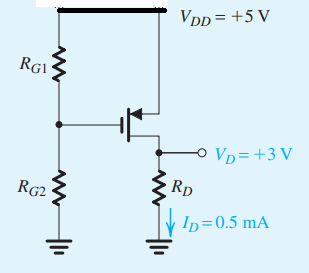 V_DD = +5 V
R_G1
V_D = +3 V
R_G2
R_D
I_D = 0.5 mA